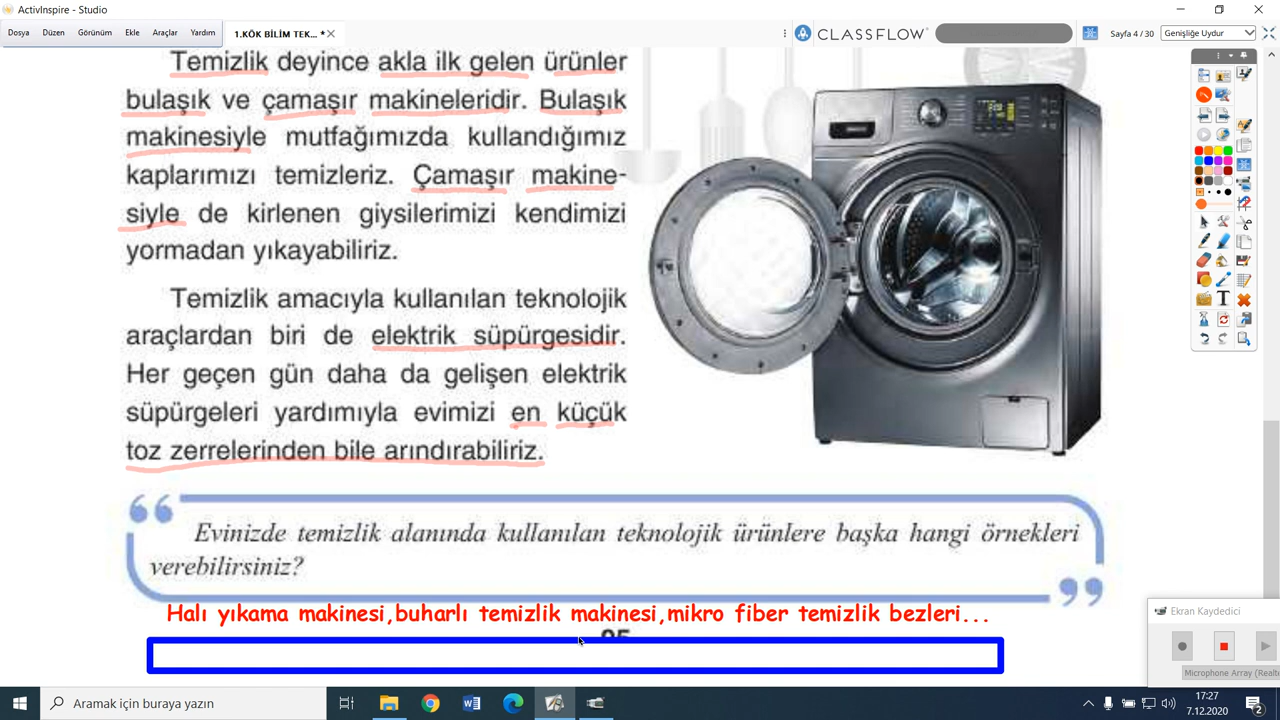 ActivInspire - Studio
Dosya Düzen Görünüm Ekle Araçlar Yardım
1.KÖK BİLİM TEK... *
CLASSFLOW
Sayfa 4 / 30
Genişliğe Uydur
Temizlik deyince akla ilk gelen ürünler
bulaşık ve çamaşır makineleridir. Bulaşık
makinesiyle mutfağımızda kullandığımız
kaplarımızı temizleriz. Çamaşır makine-
siyle de kirlenen giysilerimizi kendimizi
yormadan yıkayabiliriz.
Temizlik amacıyla kullanılan teknolojik
araçlardan biri de elektrik süpürgesidir.
Her geçen gün daha da gelişen elektrik
süpürgeleri yardımıyla evimizi en küçük
toz zerrelerinden bile arındırabiliriz.
Evinizde temizlik alanında kullanılan teknolojik ürünlere başka hangi örnekleri
verebilirsiniz?
Halı yıkama makinesi,buharlı temizlik makinesi,mikro fiber temizlik bezleri...
Ekran Kaydedici
Microphone Array (Realte
Aramak için buraya yazın
17:27
7.12.2020
2